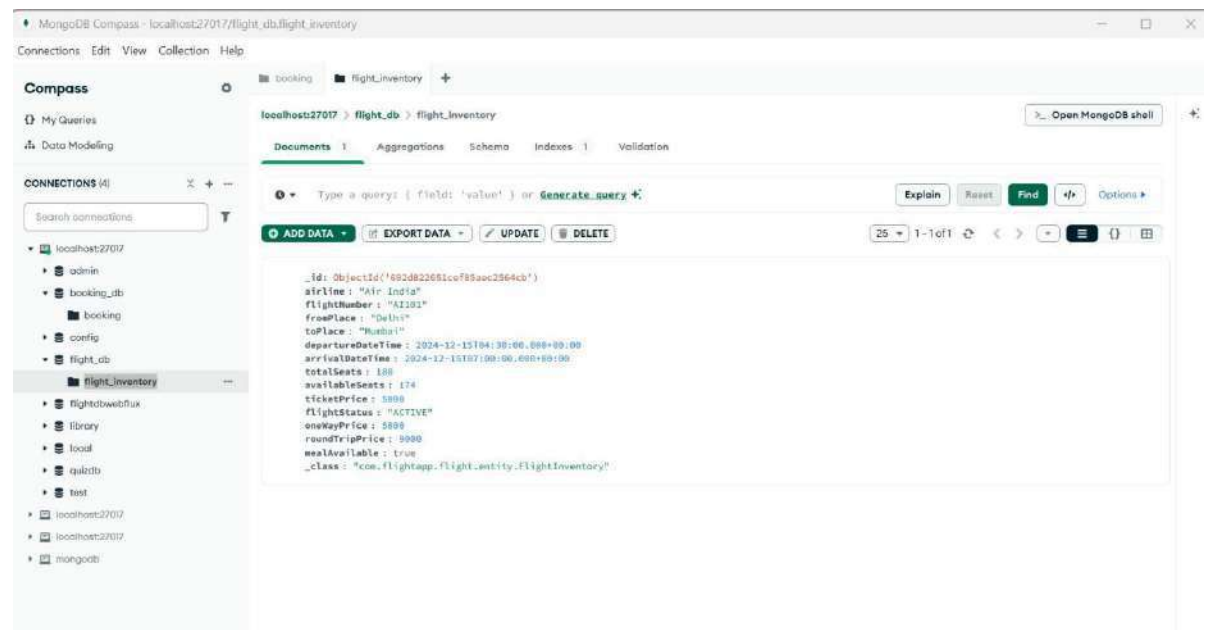 MongoDB Compass - localhost:27017/flight_db.flight_inventory
Connections Edit View Collection Help
Compass
{} My Queries
Data Modeling
CONNECTIONS (4)
Search connections
localhost:27017
admin
booking_db
booking
config
flight_db
flight_inventory
flightdbwebflux
library
local
quizdb
test
localhost:27017
localhost:27017
mongodb
booking
flight_inventory
localhost:27017 > flight_db > flight_inventory
>_ Open MongoDB shell
Documents 1 Aggregations Schema Indexes 1 Validation
Type a query: { field: 'value' } or Generate query
Explain Reset Find </> Options
ADD DATA EXPORT DATA UPDATE DELETE
25 1-1 of 1
airline : "Air India"
flightNumber : "AI101"
fromPlace : "Delhi"
toPlace : "Mumbai"
departureDateTime : 2024-12-15T04:30:00.000+00:00
arrivalDateTime : 2024-12-15T07:00:00.000+00:00
totalSeats : 180
availableSeats : 174
ticketPrice : 5000
flightStatus : "ACTIVE"
oneWayPrice : 5000
roundTripPrice : 9000
mealAvailable : true
_class : "com.flightapp.flight.entity.FlightInventory"